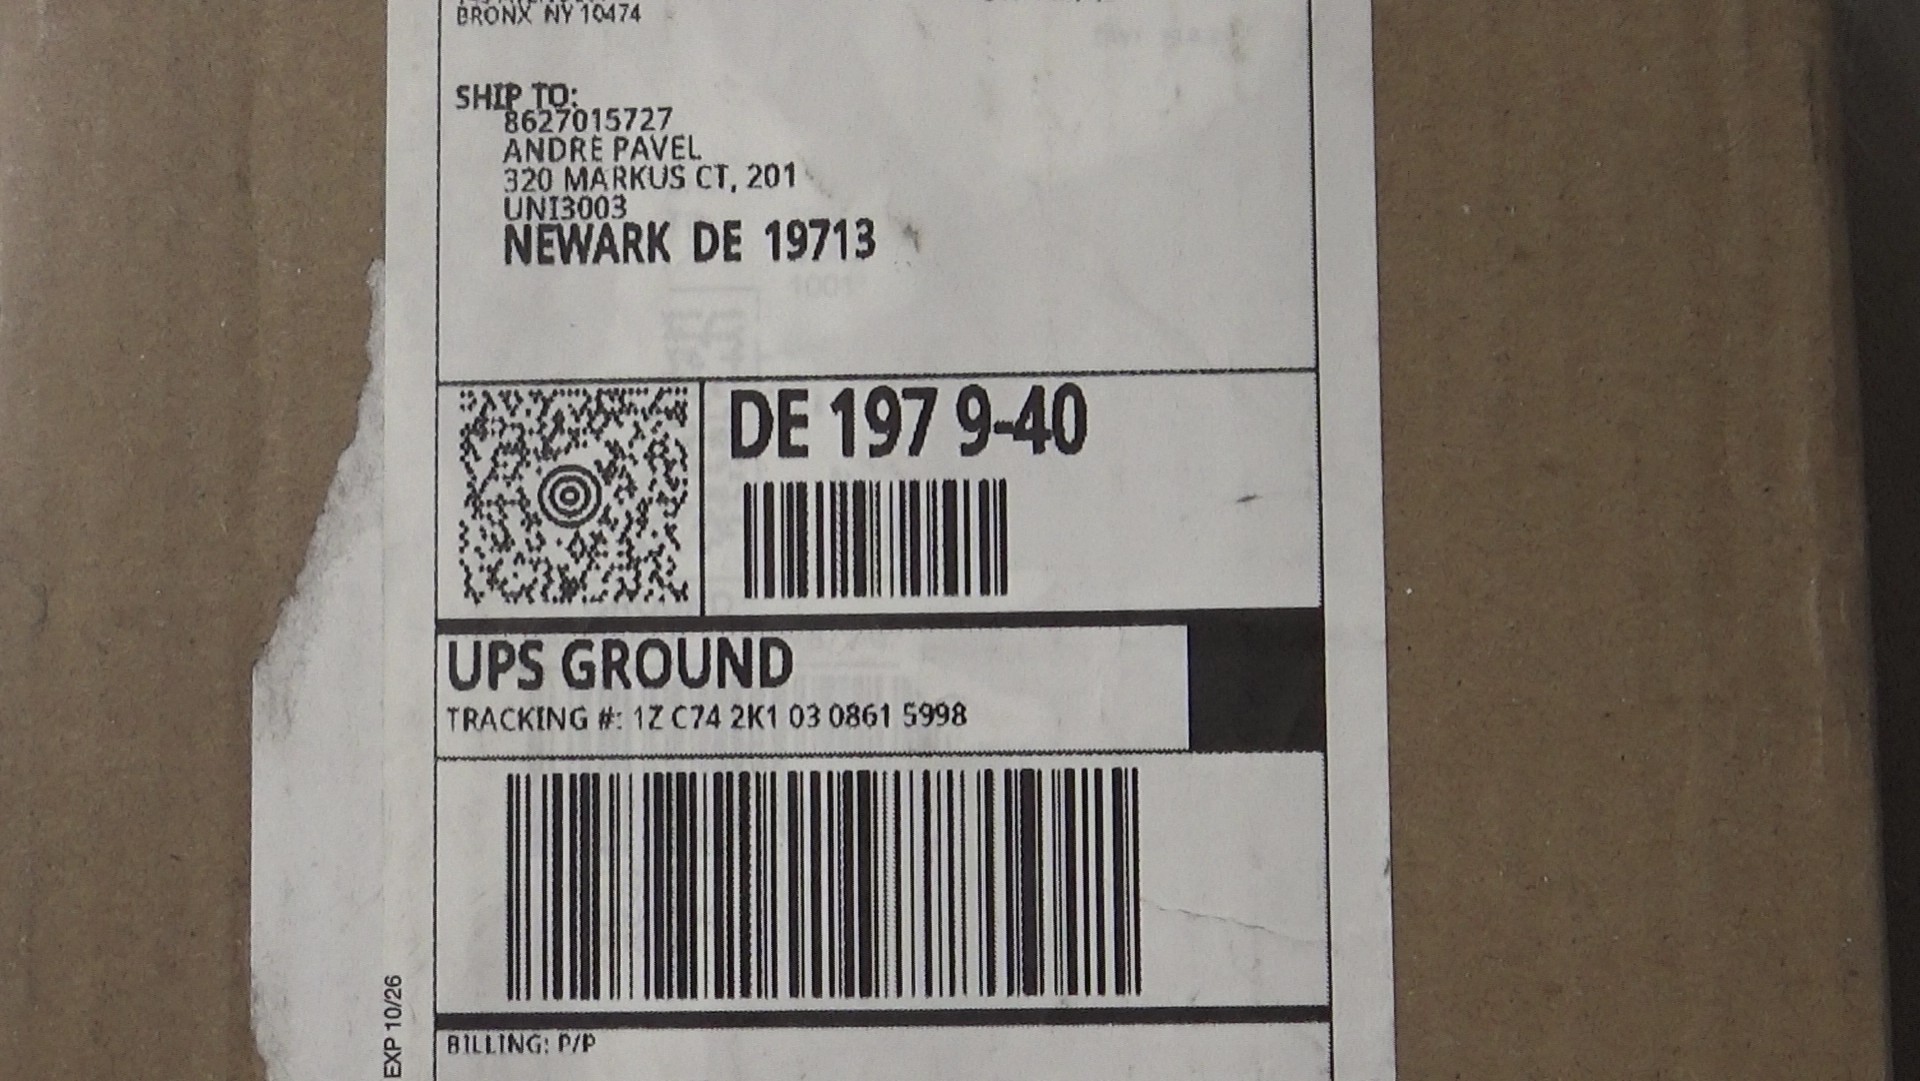 BRONX NY 10474
SHIP TO:
8627015727
ANDRE PAVEL
320 MARKUS CT, 201
UNI3003
NEWARK DE 19713
DE 197 9-40
UPS GROUND
TRACKING #: 1Z C74 2K1 03 0861 5998
BILLING: P/P
EXP 10/26